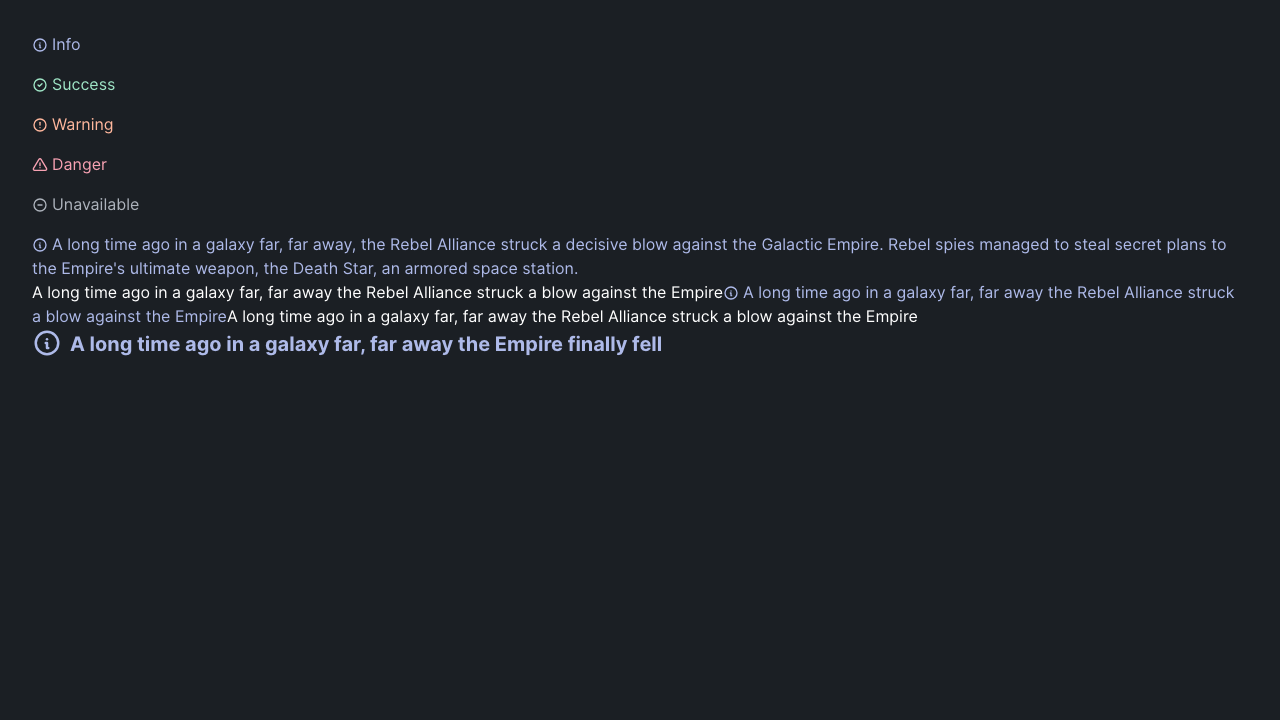 Info
Success
Warning
Danger
Unavailable
A long time ago in a galaxy far, far away, the Rebel Alliance struck a decisive blow against the Galactic Empire. Rebel spies managed to steal secret plans to
the Empire's ultimate weapon, the Death Star, an armored space station.
A long time ago in a galaxy far, far away the Rebel Alliance struck a blow against the Empire A long time ago in a galaxy far, far away the Rebel Alliance struck
a blow against the EmpireA long time ago in a galaxy far, far away the Rebel Alliance struck a blow against the Empire
A long time ago in a galaxy far, far away the Empire finally fell